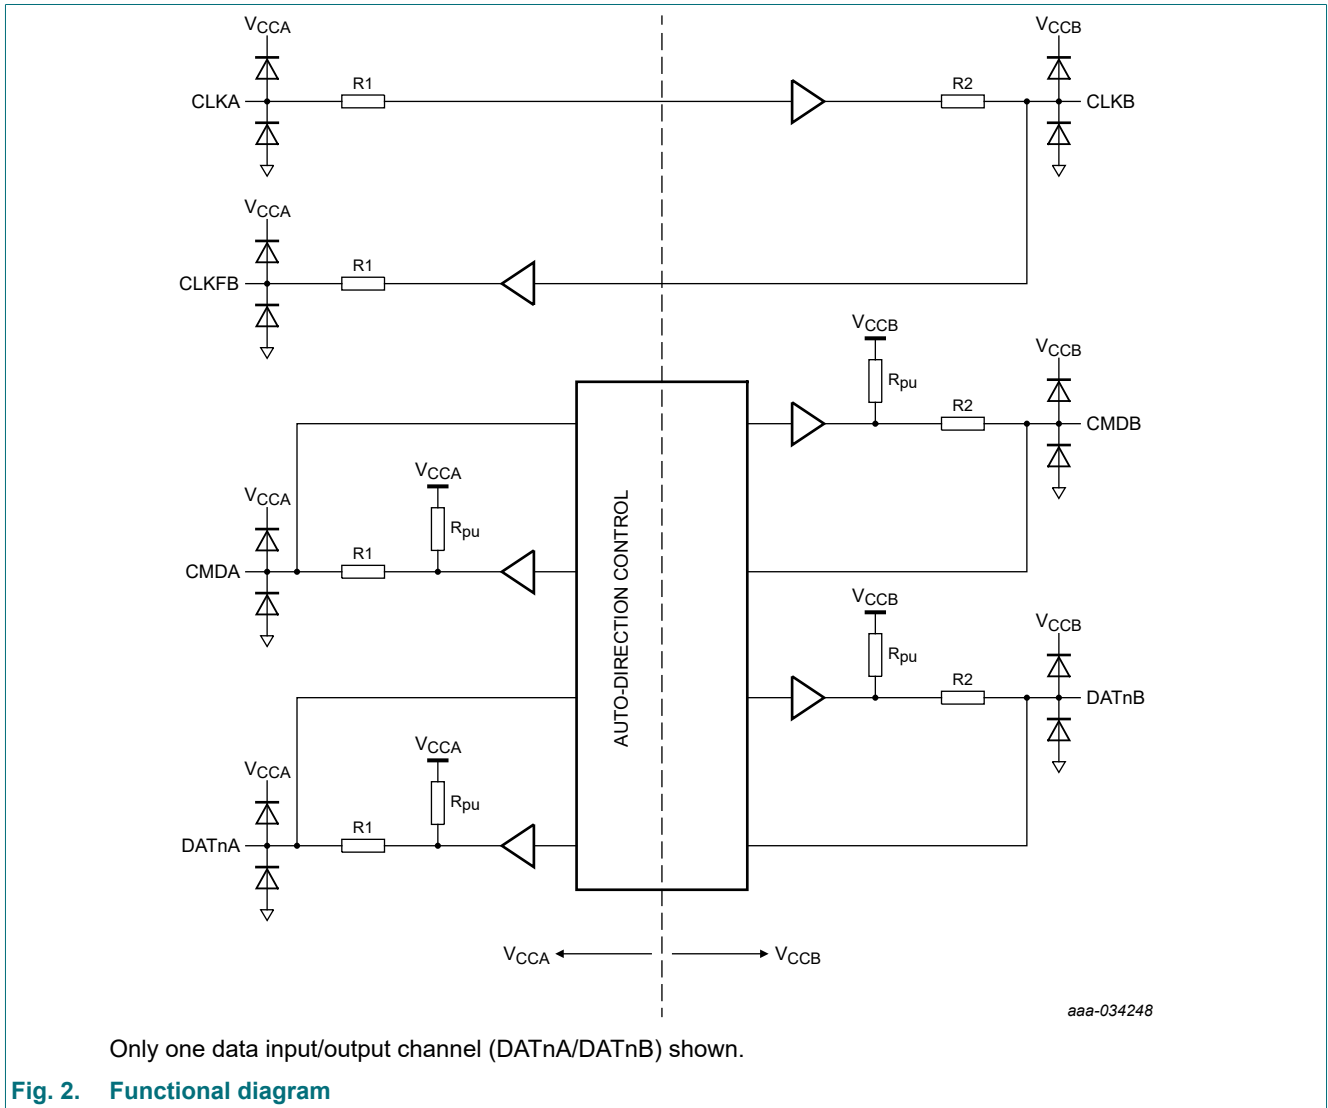 VCCA
VCCB
R1
R2
CLKA
CLKB
VCCA
R1
CLKFB
VCCB
VCCB
Rpu
R2
CMDB
VCCA
VCCA
Rpu
R1
CMDA
AUTO-DIRECTION CONTROL
VCCB
VCCB
Rpu
R2
DATnB
VCCA
VCCA
Rpu
R1
DATnA
VCCA
VCCB
aaa-034248
Only one data input/output channel (DATnA/DATnB) shown.
Fig. 2. Functional diagram